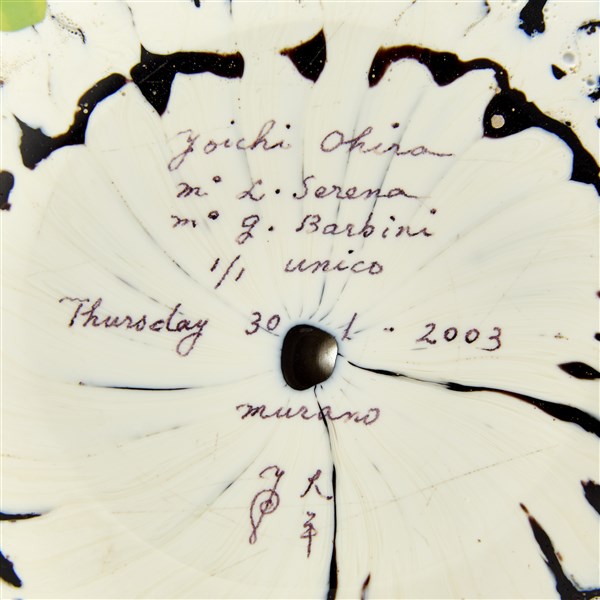 Yoichi Ohira
m° L. Serena
m° g. Barbini
1/1 unico
Thursday 30 - 1 - 2003
murano